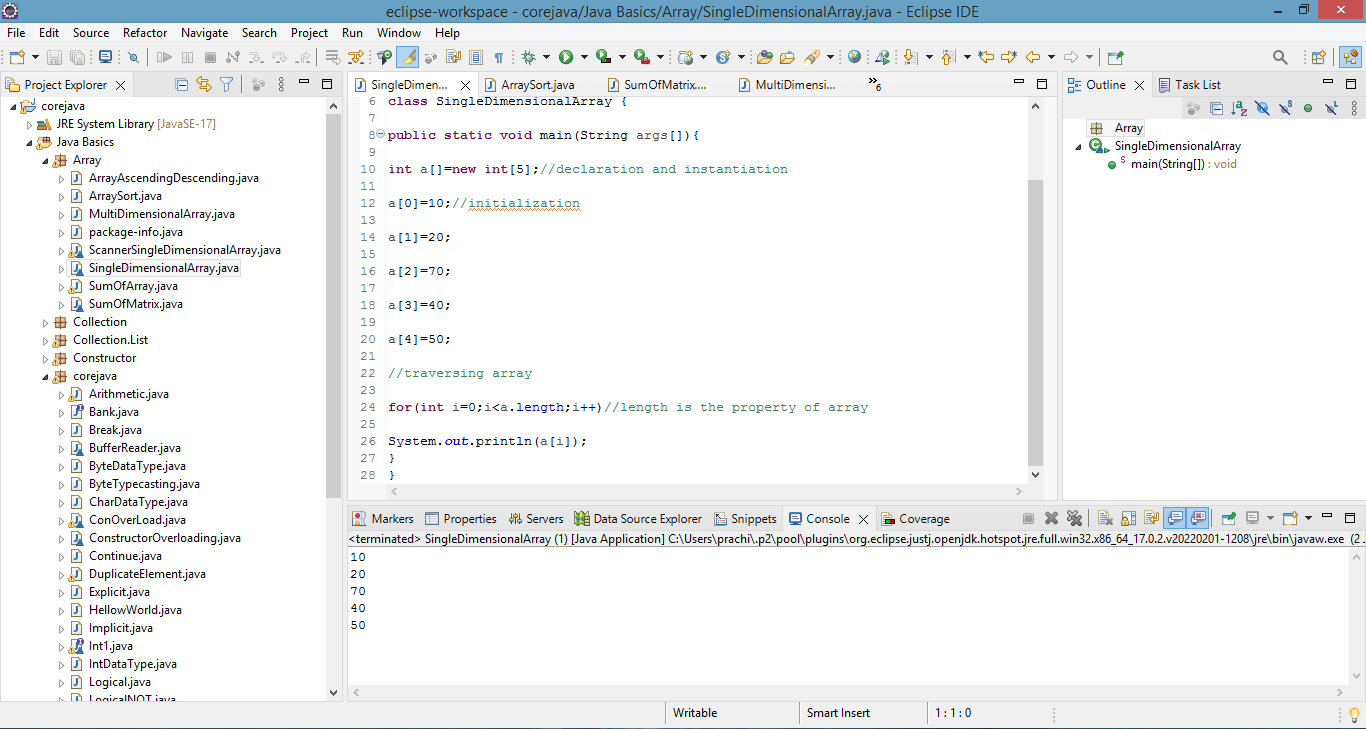 eclipse-workspace - corejava/Java Basics/Array/SingleDimensionalArray.java - Eclipse IDE
File Edit Source Refactor Navigate Search Project Run Window Help
Project Explorer
corejava
JRE System Library [JavaSE-17]
Java Basics
Array
ArrayAscendingDescending.java
ArraySort.java
MultiDimensionalArray.java
package-info.java
ScannerSingleDimensionalArray.java
SingleDimensionalArray.java
SumOfArray.java
SumOfMatrix.java
Collection
Collection.List
Constructor
corejava
Arithmetic.java
Bank.java
Break.java
BufferReader.java
ByteDataType.java
ByteTypecasting.java
CharDataType.java
ConOverLoad.java
ConstructorOverloading.java
Continue.java
DuplicateElement.java
Explicit.java
HellowWorld.java
Implicit.java
Int1.java
IntDataType.java
Logical.java
LogicalNOT.java
SingleDimen... ArraySort.java SumOfMatrix.... MultiDimensi... »6
6 class SingleDimensionalArray {
7
8 public static void main(String args[]){
9
10 int a[]=new int[5];//declaration and instantiation
11
12 a[0]=10;//initialization
13
14 a[1]=20;
15
16 a[2]=70;
17
18 a[3]=40;
19
20 a[4]=50;
21
22 //traversing array
23
24 for(int i=0;i<a.length;i++)//length is the property of array
25
26 System.out.println(a[i]);
27 }
28 }
Outline Task List
Array
SingleDimensionalArray
main(String[]) : void
Markers Properties Servers Data Source Explorer Snippets Console Coverage
<terminated> SingleDimensionalArray (1) [Java Application] C:\Users\prachi\.p2\pool\plugins\org.eclipse.justj.openjdk.hotspot.jre.full.win32.x86_64_17.0.2.v20220201-1208\jre\bin\javaw.exe (2 .
10
20
70
40
50
Writable Smart Insert 1 : 1 : 0